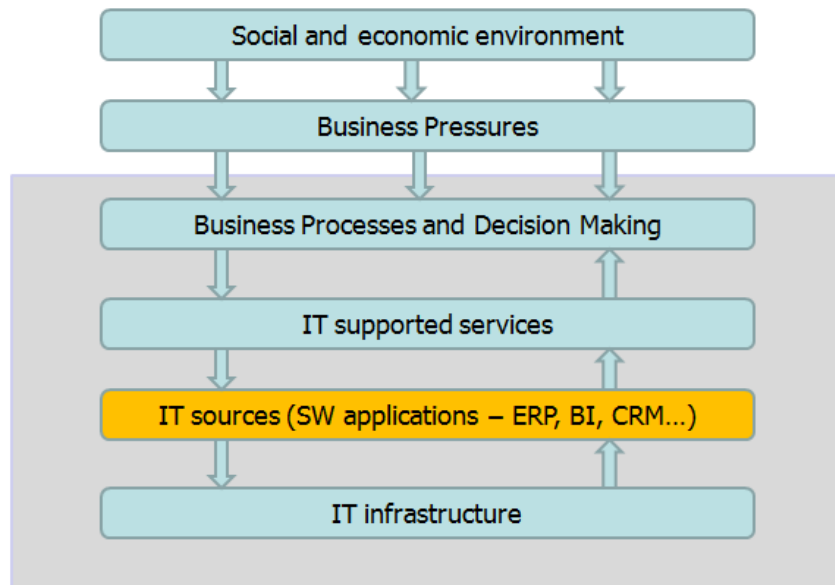 Social and economic environment
Business Pressures
Business Processes and Decision Making
IT supported services
IT sources (SW applications – ERP, BI, CRM…)
IT infrastructure